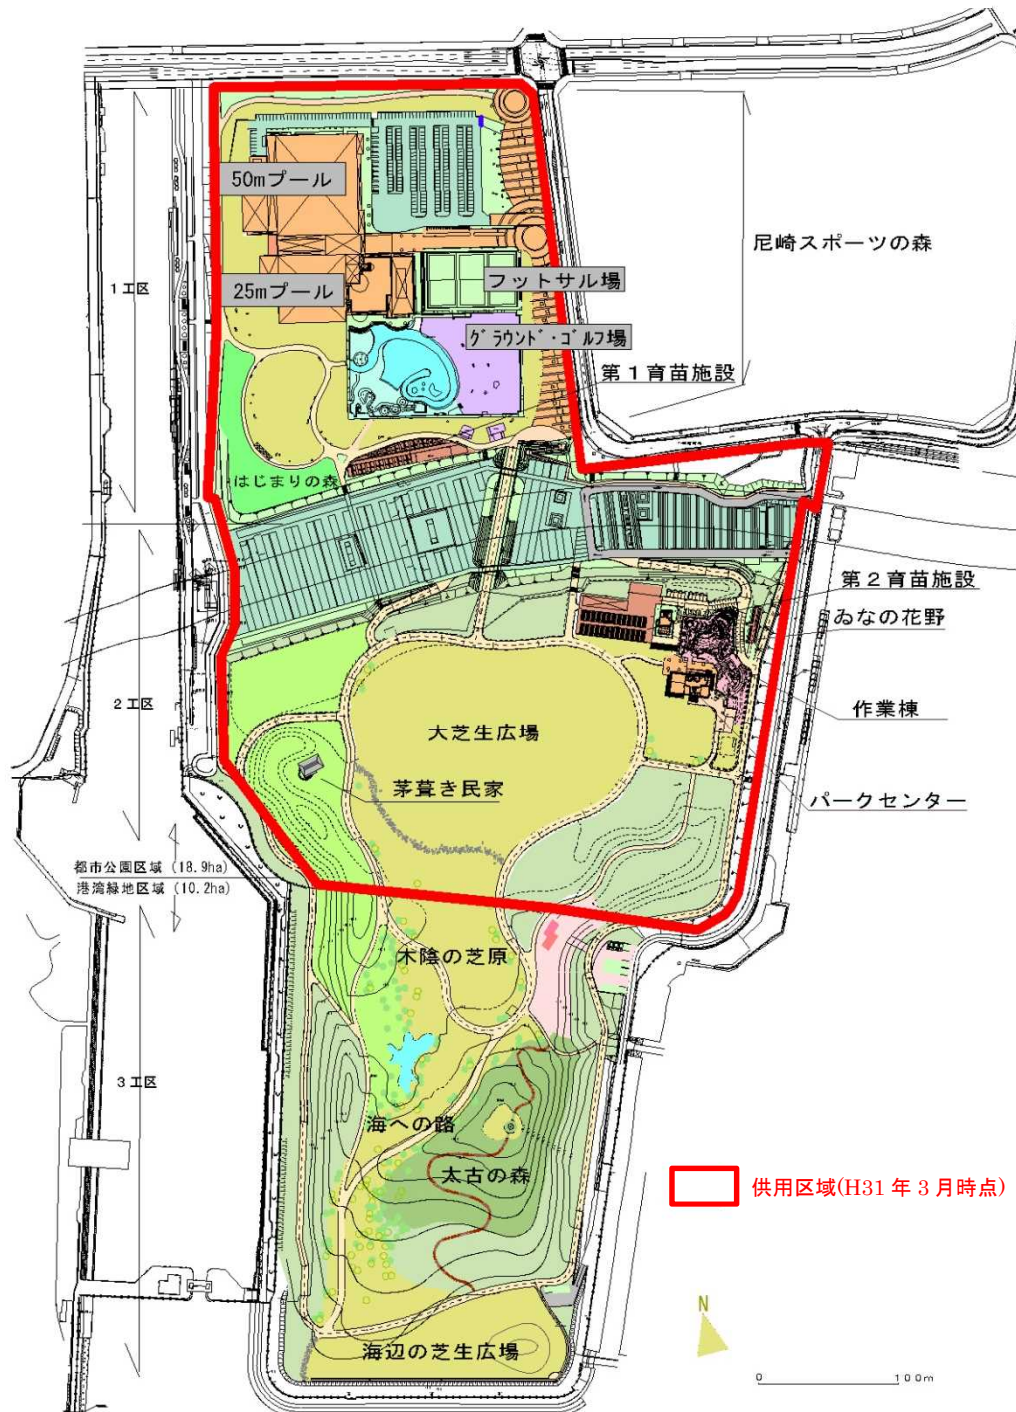 50mプール
尼崎スポーツの森
1工区
25mプール
フットサル場
グラウンド・ゴルフ場
第1育苗施設
はじまりの森
第2育苗施設
ゐなの花野
2工区
作業棟
大芝生広場
茅葺き民家
パークセンター
都市公園区域(18.9ha)
港湾緑地区域(10.2ha)
木陰の芝原
3工区
海への路
太古の森
供用区域(H31年3月時点)
N
海辺の芝生広場
0 100m